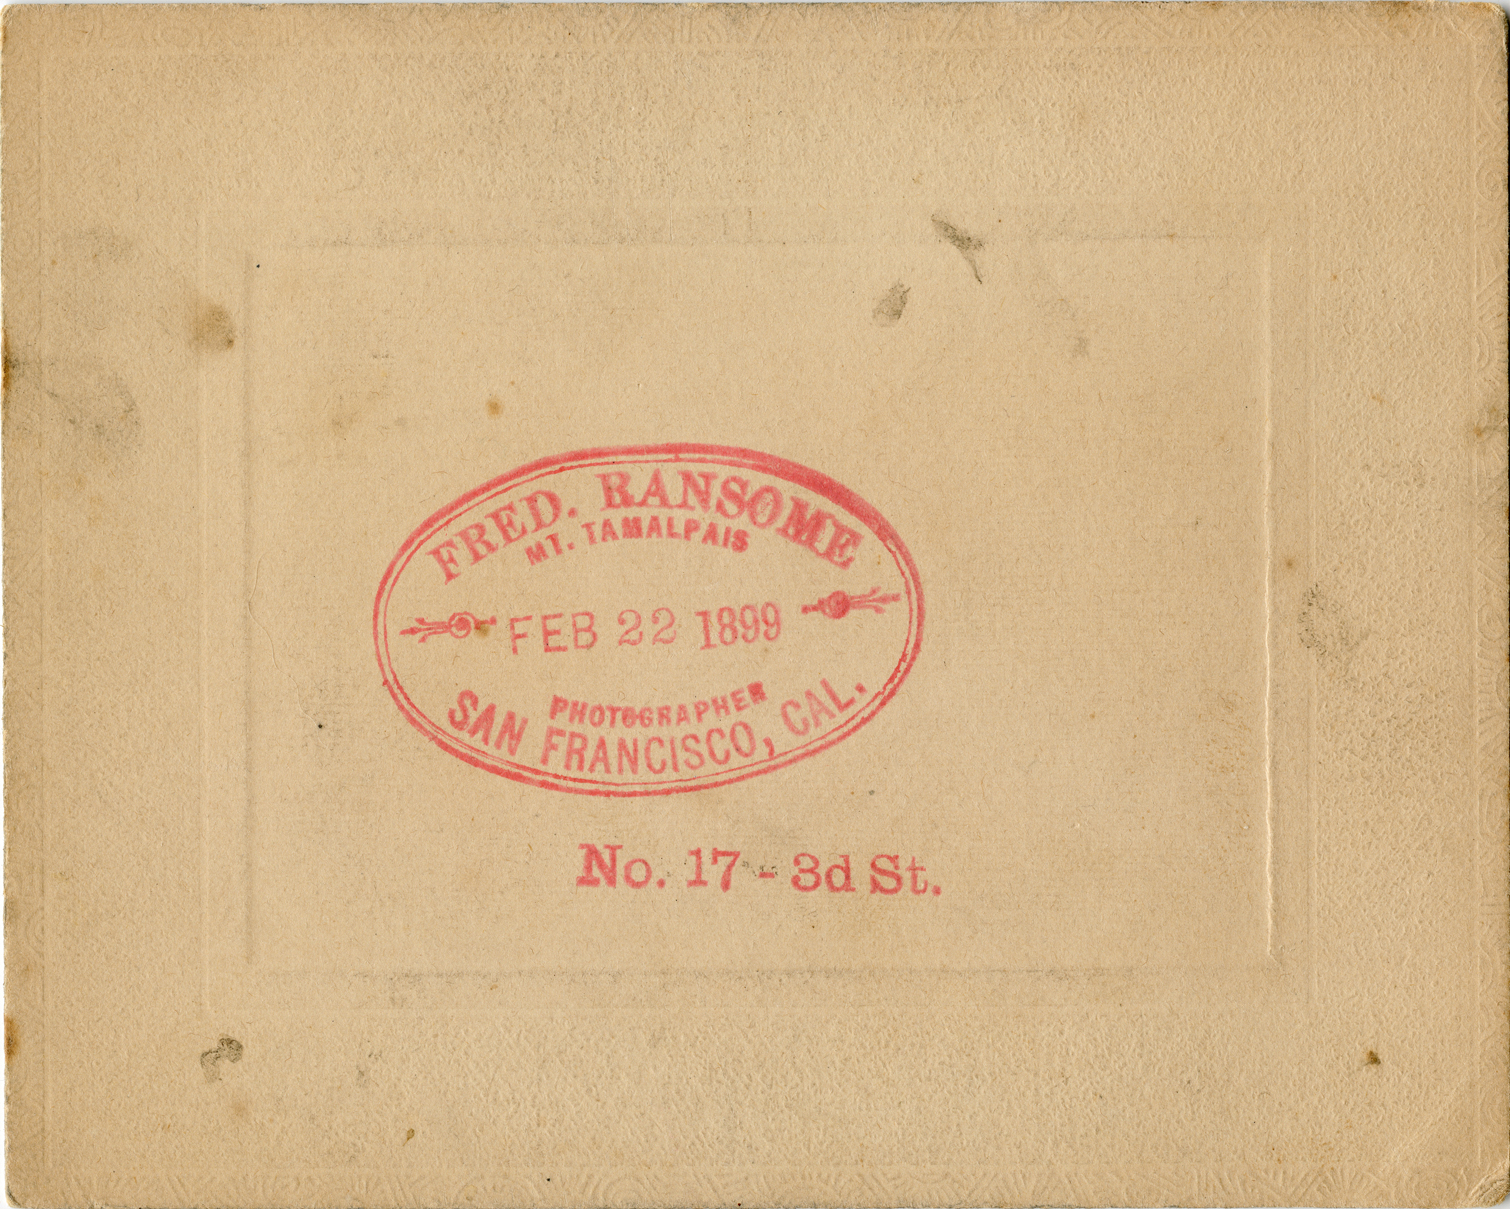 FRED. RANSOME
MT. TAMALPAIS
FEB 22 1899
PHOTOGRAPHER
SAN FRANCISCO, CAL.
No. 17 - 3d St.